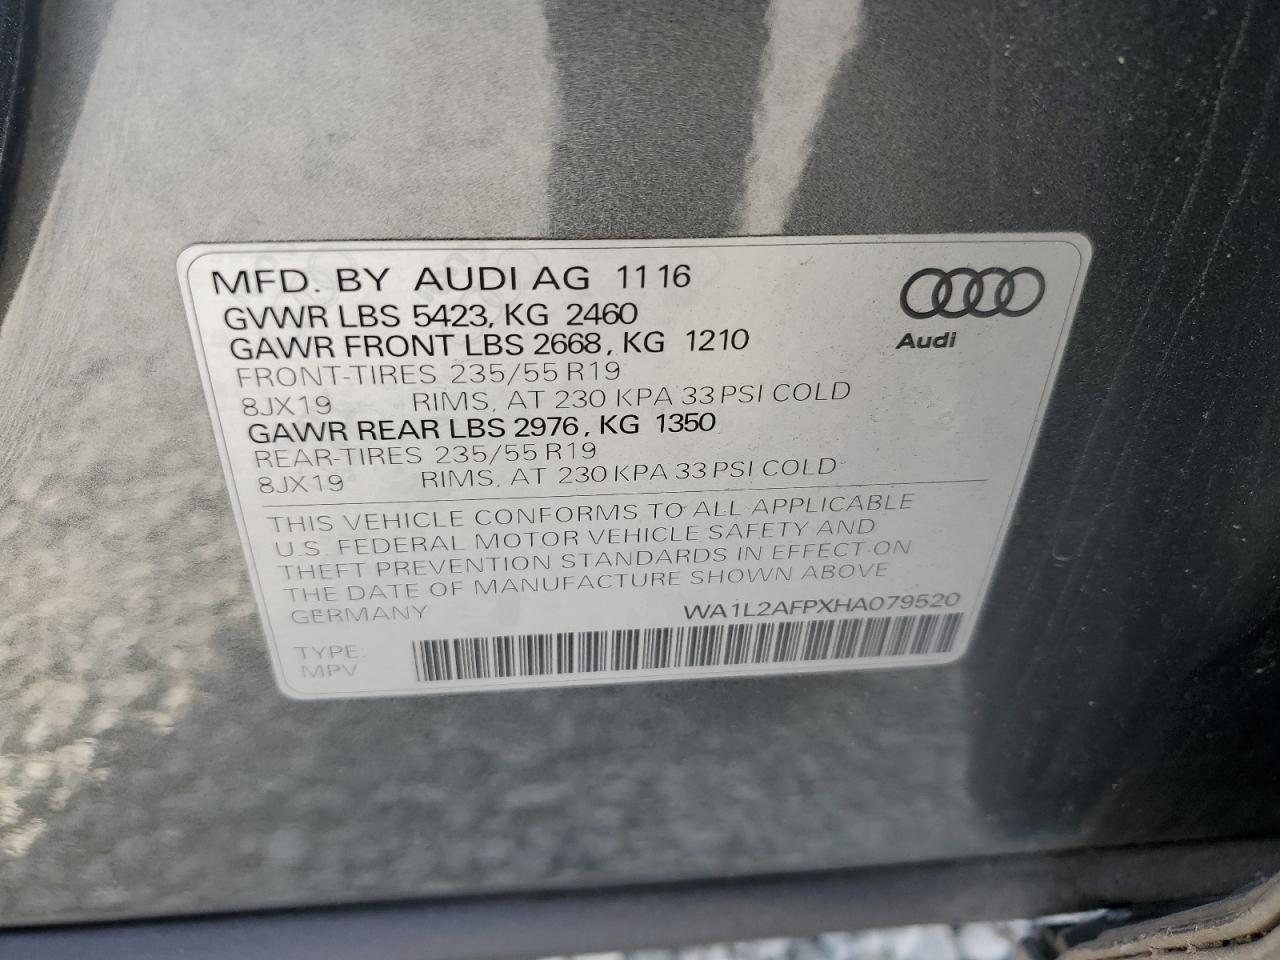 MFD. BY AUDI AG 11 16
GVWR LBS 5423, KG 2460
GAWR FRONT LBS 2668, KG 1210
FRONT-TIRES 235/55 R19
8JX19 RIMS, AT 230 KPA 33 PSI COLD
GAWR REAR LBS 2976, KG 1350
REAR-TIRES 235/55 R19
8JX19 RIMS, AT 230 KPA 33 PSI COLD
Audi
THIS VEHICLE CONFORMS TO ALL APPLICABLE
U.S. FEDERAL MOTOR VEHICLE SAFETY AND
THEFT PREVENTION STANDARDS IN EFFECT ON
THE DATE OF MANUFACTURE SHOWN ABOVE
GERMANY WA1L2AFPXHA079520
TYPE:
MPV